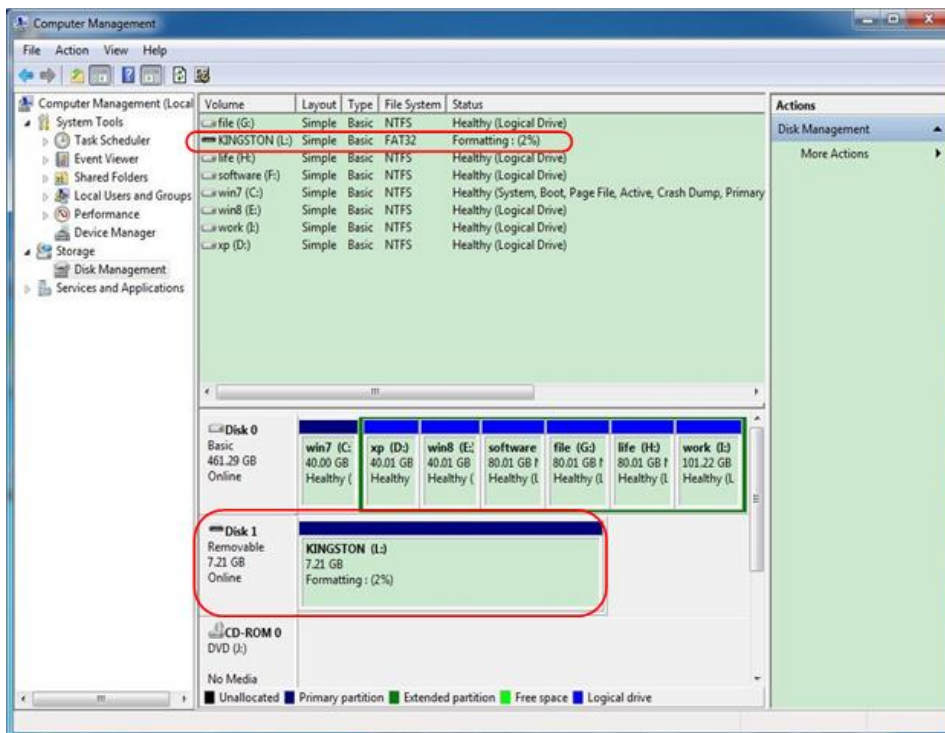 Computer Management
File Action View Help
Computer Management (Local
System Tools
Task Scheduler
Event Viewer
Shared Folders
Local Users and Groups
Performance
Device Manager
Storage
Disk Management
Services and Applications
Volume Layout Type File System Status
file (G:) Simple Basic NTFS Healthy (Logical Drive)
KINGSTON (L:) Simple Basic FAT32 Formatting : (2%)
life (H:) Simple Basic NTFS Healthy (Logical Drive)
software (F:) Simple Basic NTFS Healthy (Logical Drive)
win7 (C:) Simple Basic NTFS Healthy (System, Boot, Page File, Active, Crash Dump, Primary
win8 (E:) Simple Basic NTFS Healthy (Logical Drive)
work (I:) Simple Basic NTFS Healthy (Logical Drive)
xp (D:) Simple Basic NTFS Healthy (Logical Drive)
Actions
Disk Management
More Actions
Disk 0
Basic
461.29 GB
Online
win7 (C: xp (D:) win8 (E: software file (G:) life (H:) work (I:)
40.00 GB 40.01 GB 40.01 GB 80.01 GB 80.01 GB 80.01 GB 101.22 GB
Healthy ( Healthy Healthy ( Healthy (L Healthy (L Healthy (L Healthy (L
Disk 1
Removable
7.21 GB
Online
KINGSTON (L:)
7.21 GB
Formatting : (2%)
CD-ROM 0
DVD (J:)
No Media
Unallocated Primary partition Extended partition Free space Logical drive